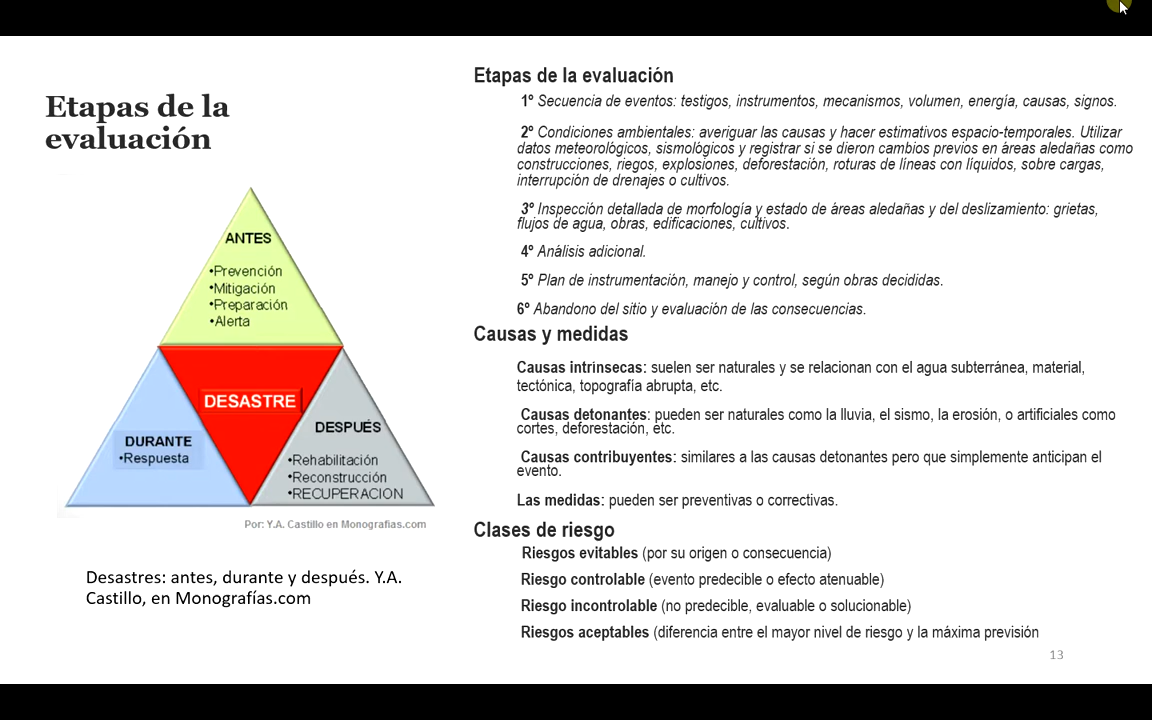 Etapas de la
evaluación
ANTES
•Prevención
•Mitigación
•Preparación
•Alerta
DESASTRE
DURANTE
•Respuesta
DESPUÉS
•Rehabilitación
•Reconstrucción
•RECUPERACION
Por: Y.A. Castillo en Monografias.com
Desastres: antes, durante y después. Y.A.
Castillo, en Monografías.com
Etapas de la evaluación
1° Secuencia de eventos: testigos, instrumentos, mecanismos, volumen, energía, causas, signos.
2° Condiciones ambientales: averiguar las causas y hacer estimativos espacio-temporales. Utilizar
datos meteorológicos, sismológicos y registrar si se dieron cambios previos en áreas aledañas como
construcciones, riegos, explosiones, deforestación, roturas de líneas con líquidos, sobre cargas,
interrupción de drenajes o cultivos.
3° Inspección detallada de morfología y estado de áreas aledañas y del deslizamiento: grietas,
flujos de agua, obras, edificaciones, cultivos.
4° Análisis adicional.
5° Plan de instrumentación, manejo y control, según obras decididas.
6° Abandono del sitio y evaluación de las consecuencias.
Causas y medidas
Causas intrínsecas: suelen ser naturales y se relacionan con el agua subterránea, material,
tectónica, topografía abrupta, etc.
Causas detonantes: pueden ser naturales como la lluvia, el sismo, la erosión, o artificiales como
cortes, deforestación, etc.
Causas contribuyentes: similares a las causas detonantes pero que simplemente anticipan el
evento.
Las medidas: pueden ser preventivas o correctivas.
Clases de riesgo
Riesgos evitables (por su origen o consecuencia)
Riesgo controlable (evento predecible o efecto atenuable)
Riesgo incontrolable (no predecible, evaluable o solucionable)
Riesgos aceptables (diferencia entre el mayor nivel de riesgo y la máxima previsión
13